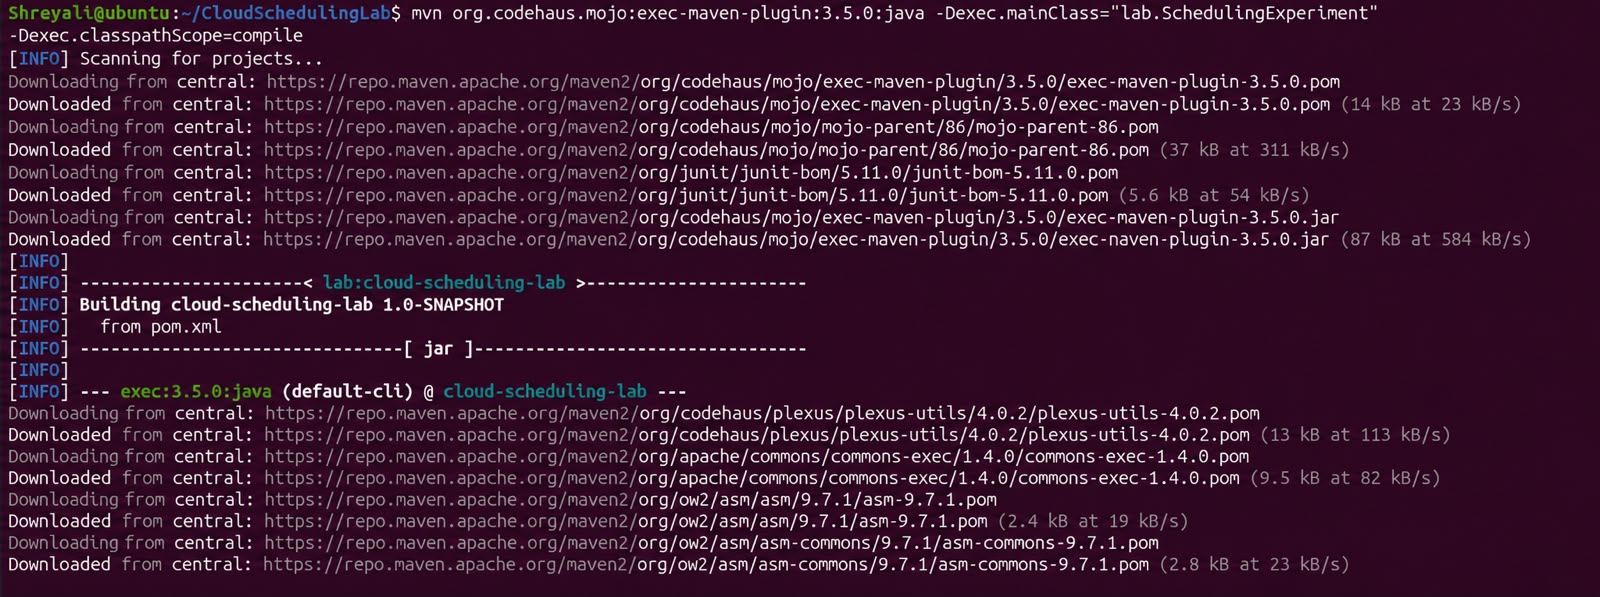 Shreyali@ubuntu:~/CloudSchedulingLab$ mvn org.codehaus.mojo:exec-maven-plugin:3.5.0:java -Dexec.mainClass="lab.SchedulingExperiment"
-Dexec.classpathScope=compile
[INFO] Scanning for projects...
Downloading from central: https://repo.maven.apache.org/maven2/org/codehaus/mojo/exec-maven-plugin/3.5.0/exec-maven-plugin-3.5.0.pom
Downloaded from central: https://repo.maven.apache.org/maven2/org/codehaus/mojo/exec-maven-plugin/3.5.0/exec-maven-plugin-3.5.0.pom (14 kB at 23 kB/s)
Downloading from central: https://repo.maven.apache.org/maven2/org/codehaus/mojo/mojo-parent/86/mojo-parent-86.pom
Downloaded from central: https://repo.maven.apache.org/maven2/org/codehaus/mojo/mojo-parent/86/mojo-parent-86.pom (37 kB at 311 kB/s)
Downloading from central: https://repo.maven.apache.org/maven2/org/junit/junit-bom/5.11.0/junit-bom-5.11.0.pom
Downloaded from central: https://repo.maven.apache.org/maven2/org/junit/junit-bom/5.11.0/junit-bom-5.11.0.pom (5.6 kB at 54 kB/s)
Downloading from central: https://repo.maven.apache.org/maven2/org/codehaus/mojo/exec-maven-plugin/3.5.0/exec-maven-plugin-3.5.0.jar
Downloaded from central: https://repo.maven.apache.org/maven2/org/codehaus/mojo/exec-maven-plugin/3.5.0/exec-naven-plugin-3.5.0.jar (87 kB at 584 kB/s)
[INFO]
[INFO] ----------------------< lab:cloud-scheduling-lab >----------------------
[INFO] Building cloud-scheduling-lab 1.0-SNAPSHOT
[INFO]   from pom.xml
[INFO] --------------------------------[ jar ]---------------------------------
[INFO]
[INFO] --- exec:3.5.0:java (default-cli) @ cloud-scheduling-lab ---
Downloading from central: https://repo.maven.apache.org/maven2/org/codehaus/plexus/plexus-utils/4.0.2/plexus-utils-4.0.2.pom
Downloaded from central: https://repo.maven.apache.org/maven2/org/codehaus/plexus/plexus-utils/4.0.2/plexus-utils-4.0.2.pom (13 kB at 113 kB/s)
Downloading from central: https://repo.maven.apache.org/maven2/org/apache/commons/commons-exec/1.4.0/commons-exec-1.4.0.pom
Downloaded from central: https://repo.maven.apache.org/maven2/org/apache/commons/commons-exec/1.4.0/commons-exec-1.4.0.pom (9.5 kB at 82 kB/s)
Downloading from central: https://repo.maven.apache.org/maven2/org/ow2/asm/asm/9.7.1/asm-9.7.1.pom
Downloaded from central: https://repo.maven.apache.org/maven2/org/ow2/asm/asm/9.7.1/asm-9.7.1.pom (2.4 kB at 19 kB/s)
Downloading from central: https://repo.maven.apache.org/maven2/org/ow2/asm/asm-commons/9.7.1/asm-commons-9.7.1.pom
Downloaded from central: https://repo.maven.apache.org/maven2/org/ow2/asm/asm-commons/9.7.1/asm-commons-9.7.1.pom (2.8 kB at 23 kB/s)